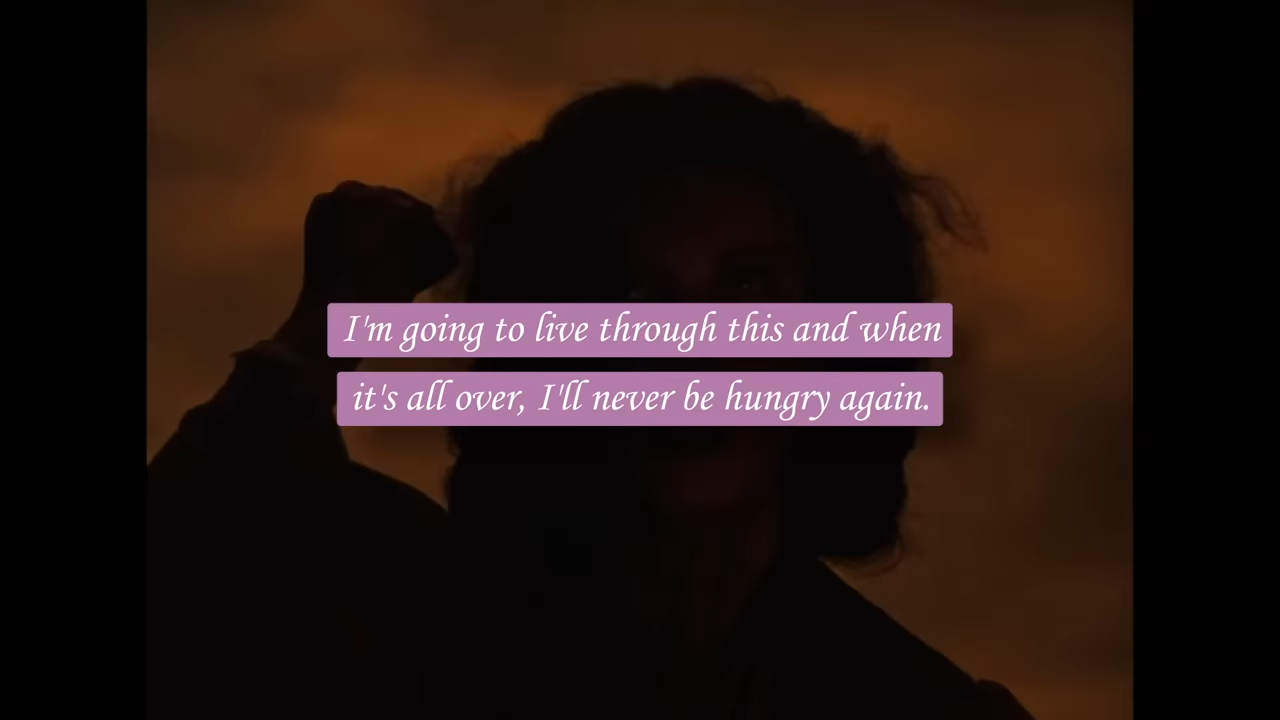 I'm going to live through this and when
it's all over, I'll never be hungry again.